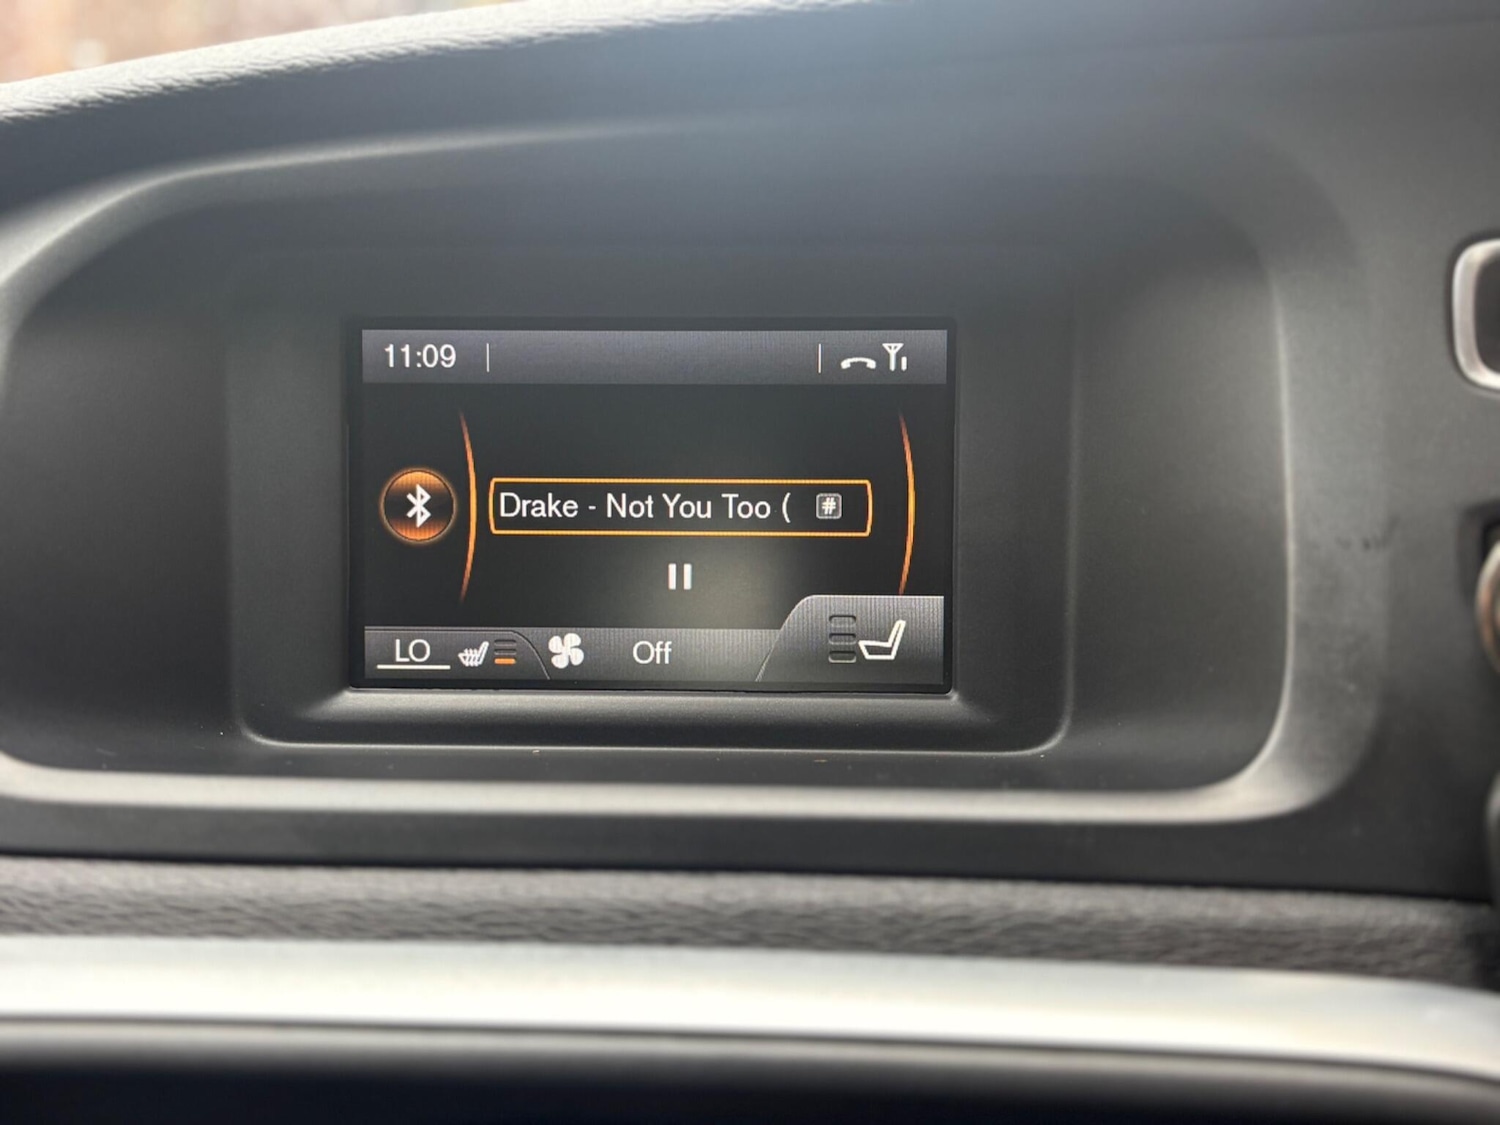 11:09
Drake - Not You Too ( #
LO Off